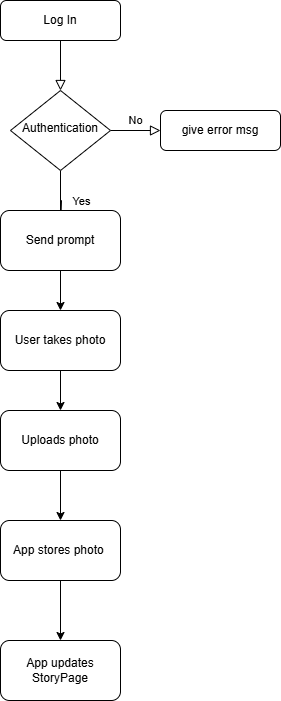 Log In
Authentication
No
give error msg
Yes
Send prompt
User takes photo
Uploads photo
App stores photo
App updates
StoryPage